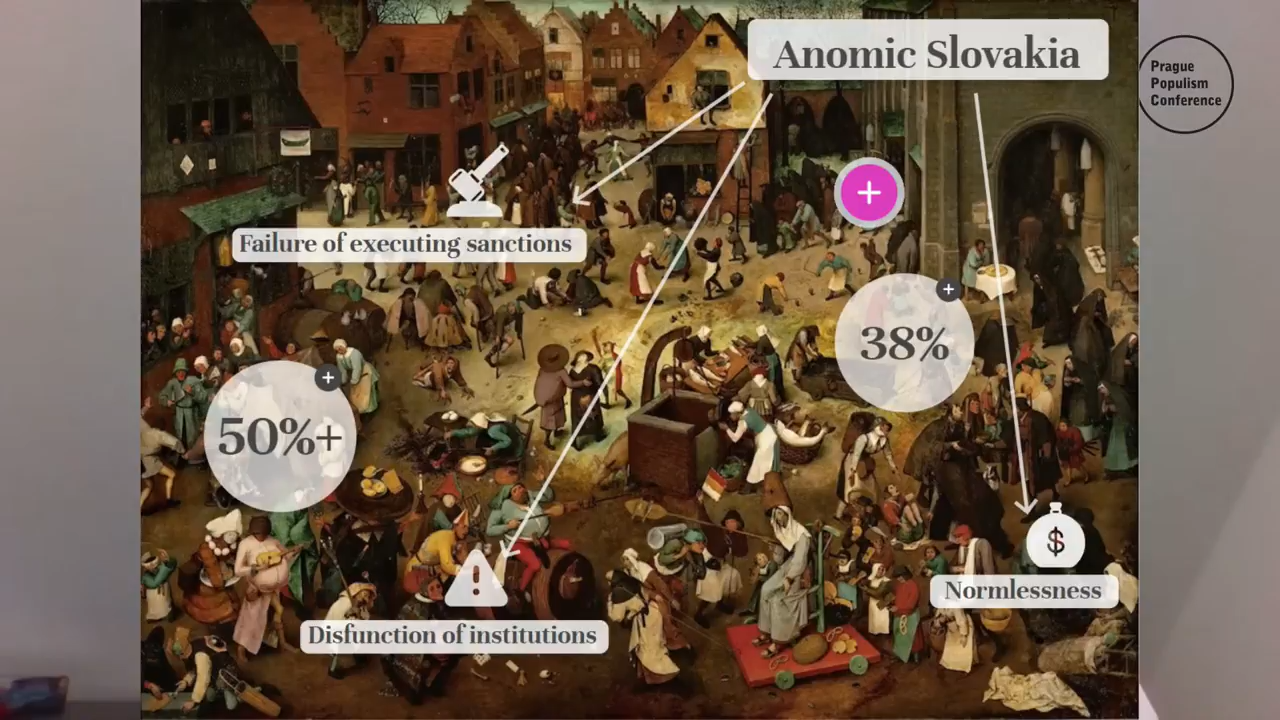 Anomic Slovakia
Prague
Populism
Conference
Failure of executing sanctions
38%
50%+
$
Normlessness
Disfunction of institutions